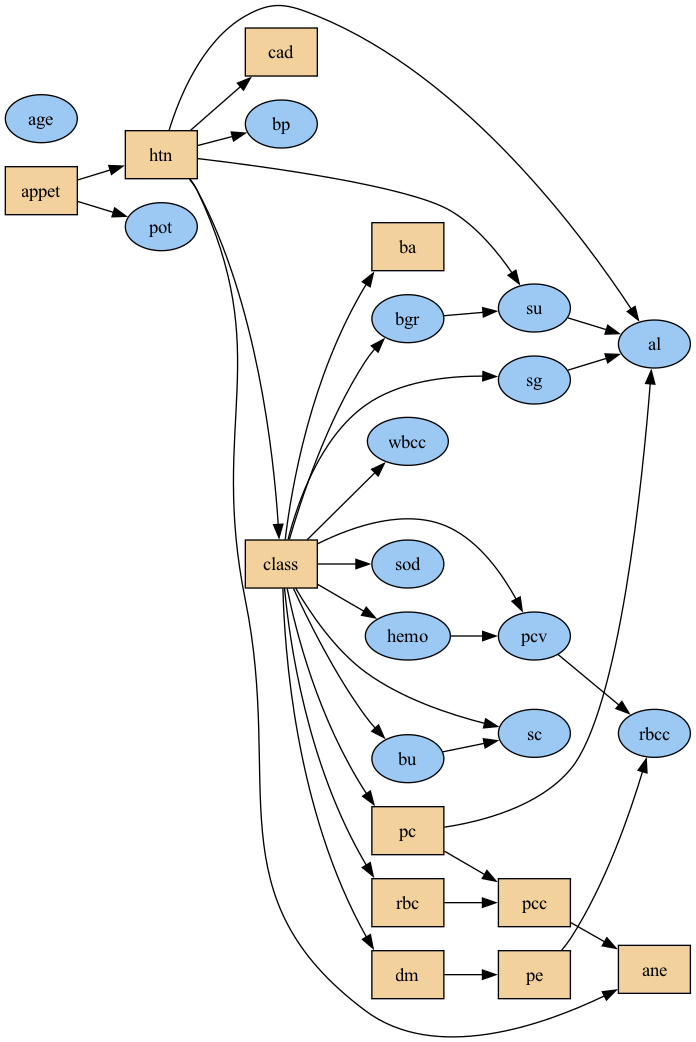 cad
age
bp
htn
appet
pot
ba
bgr
su
al
sg
wbcc
class
sod
hemo
pcv
bu
sc
rbcc
pc
rbc
pcc
dm
pe
ane